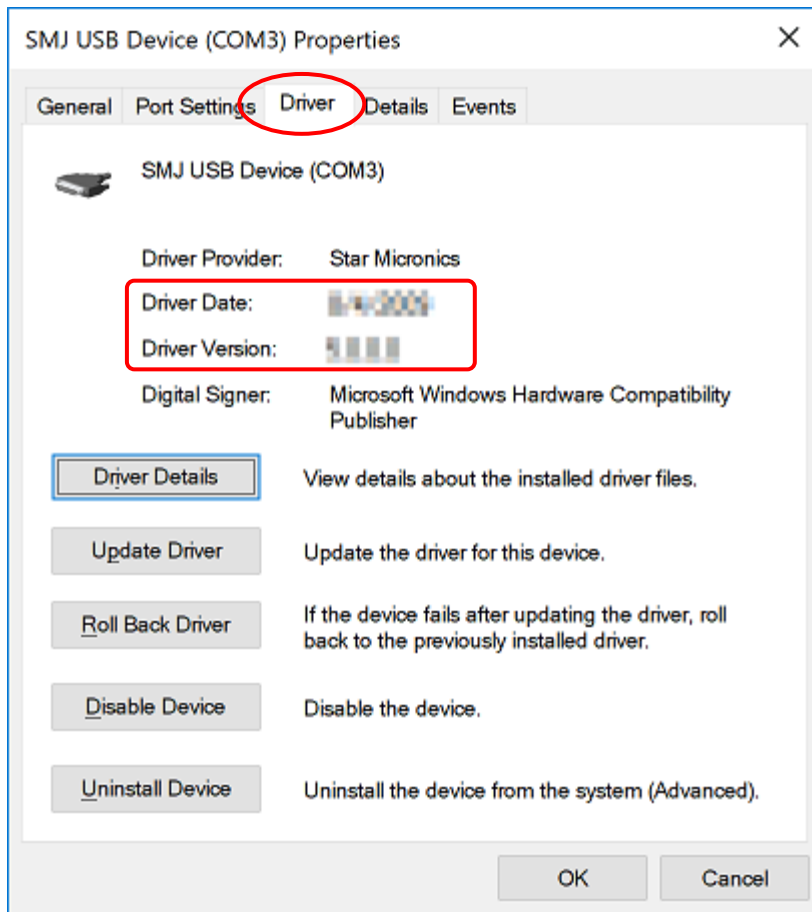 SMJ USB Device (COM3) Properties
General Port Settings Driver Details Events
SMJ USB Device (COM3)
Driver Provider: Star Micronics
Driver Date:
Driver Version:
Digital Signer: Microsoft Windows Hardware Compatibility
Publisher
Driver Details View details about the installed driver files.
Update Driver Update the driver for this device.
Roll Back Driver If the device fails after updating the driver, roll
back to the previously installed driver.
Disable Device Disable the device.
Uninstall Device Uninstall the device from the system (Advanced).
OK Cancel